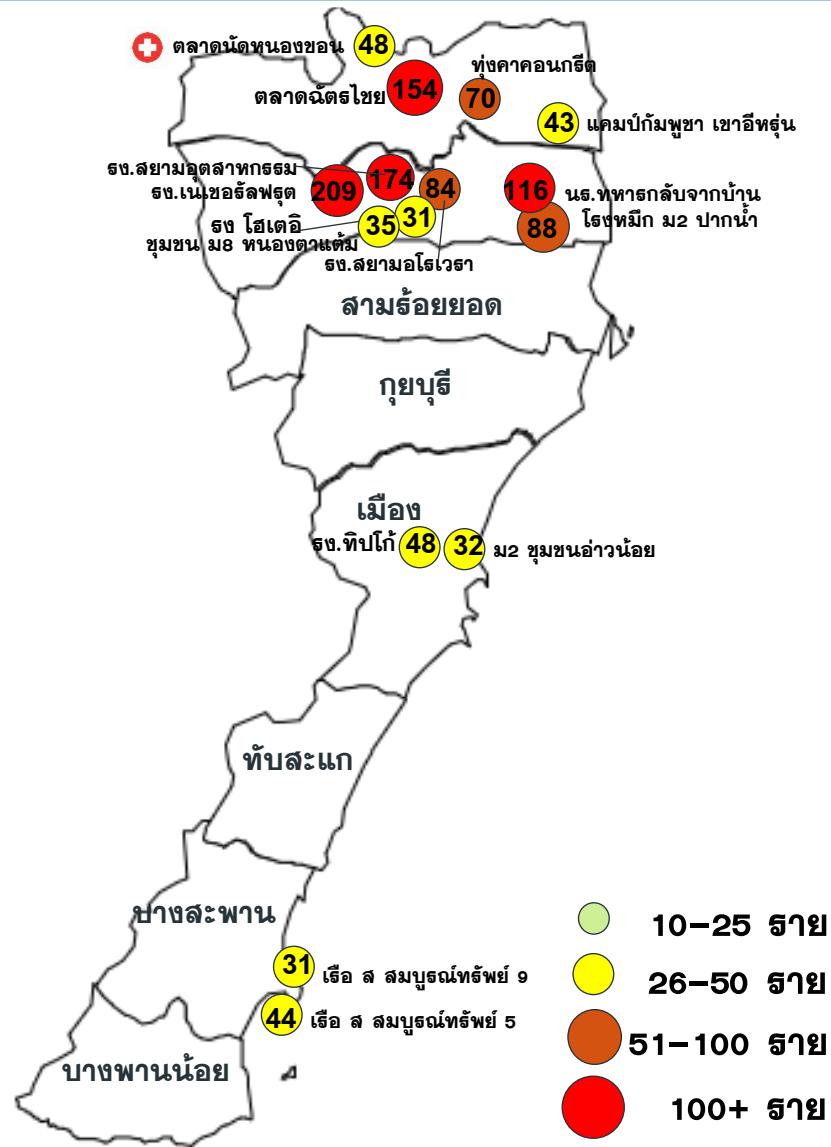 ตลาดนัดหนองขอน 48
ทุ่งคาคอนกรีต
ตลาดฉัตรไชย 154 70
43 แคมป์กัมพูชา เขาอีหรุ่น
รง.สยามอุตสาหกรรม 174
รง.เนเชอรัลฟรุต 209 84 116 นร.ทหารกลับจากบ้าน
รง โฮเตอิ 35 31 88 โรงหมึก ม2 ปากน้ำ
ชุมชน ม8 หนองตาแต้ม
รง.สยามอโรเวรา
สามร้อยยอด
กุยบุรี
เมือง
รง.ทิปโก้ 48 32 ม2 ชุมชนอ่าวน้อย
ทับสะแก
บางสะพาน
31 เรือ ส สมบูรณ์ทรัพย์ 9
44 เรือ ส สมบูรณ์ทรัพย์ 5
บางพานน้อย
10-25 ราย
26-50 ราย
51-100 ราย
100+ ราย